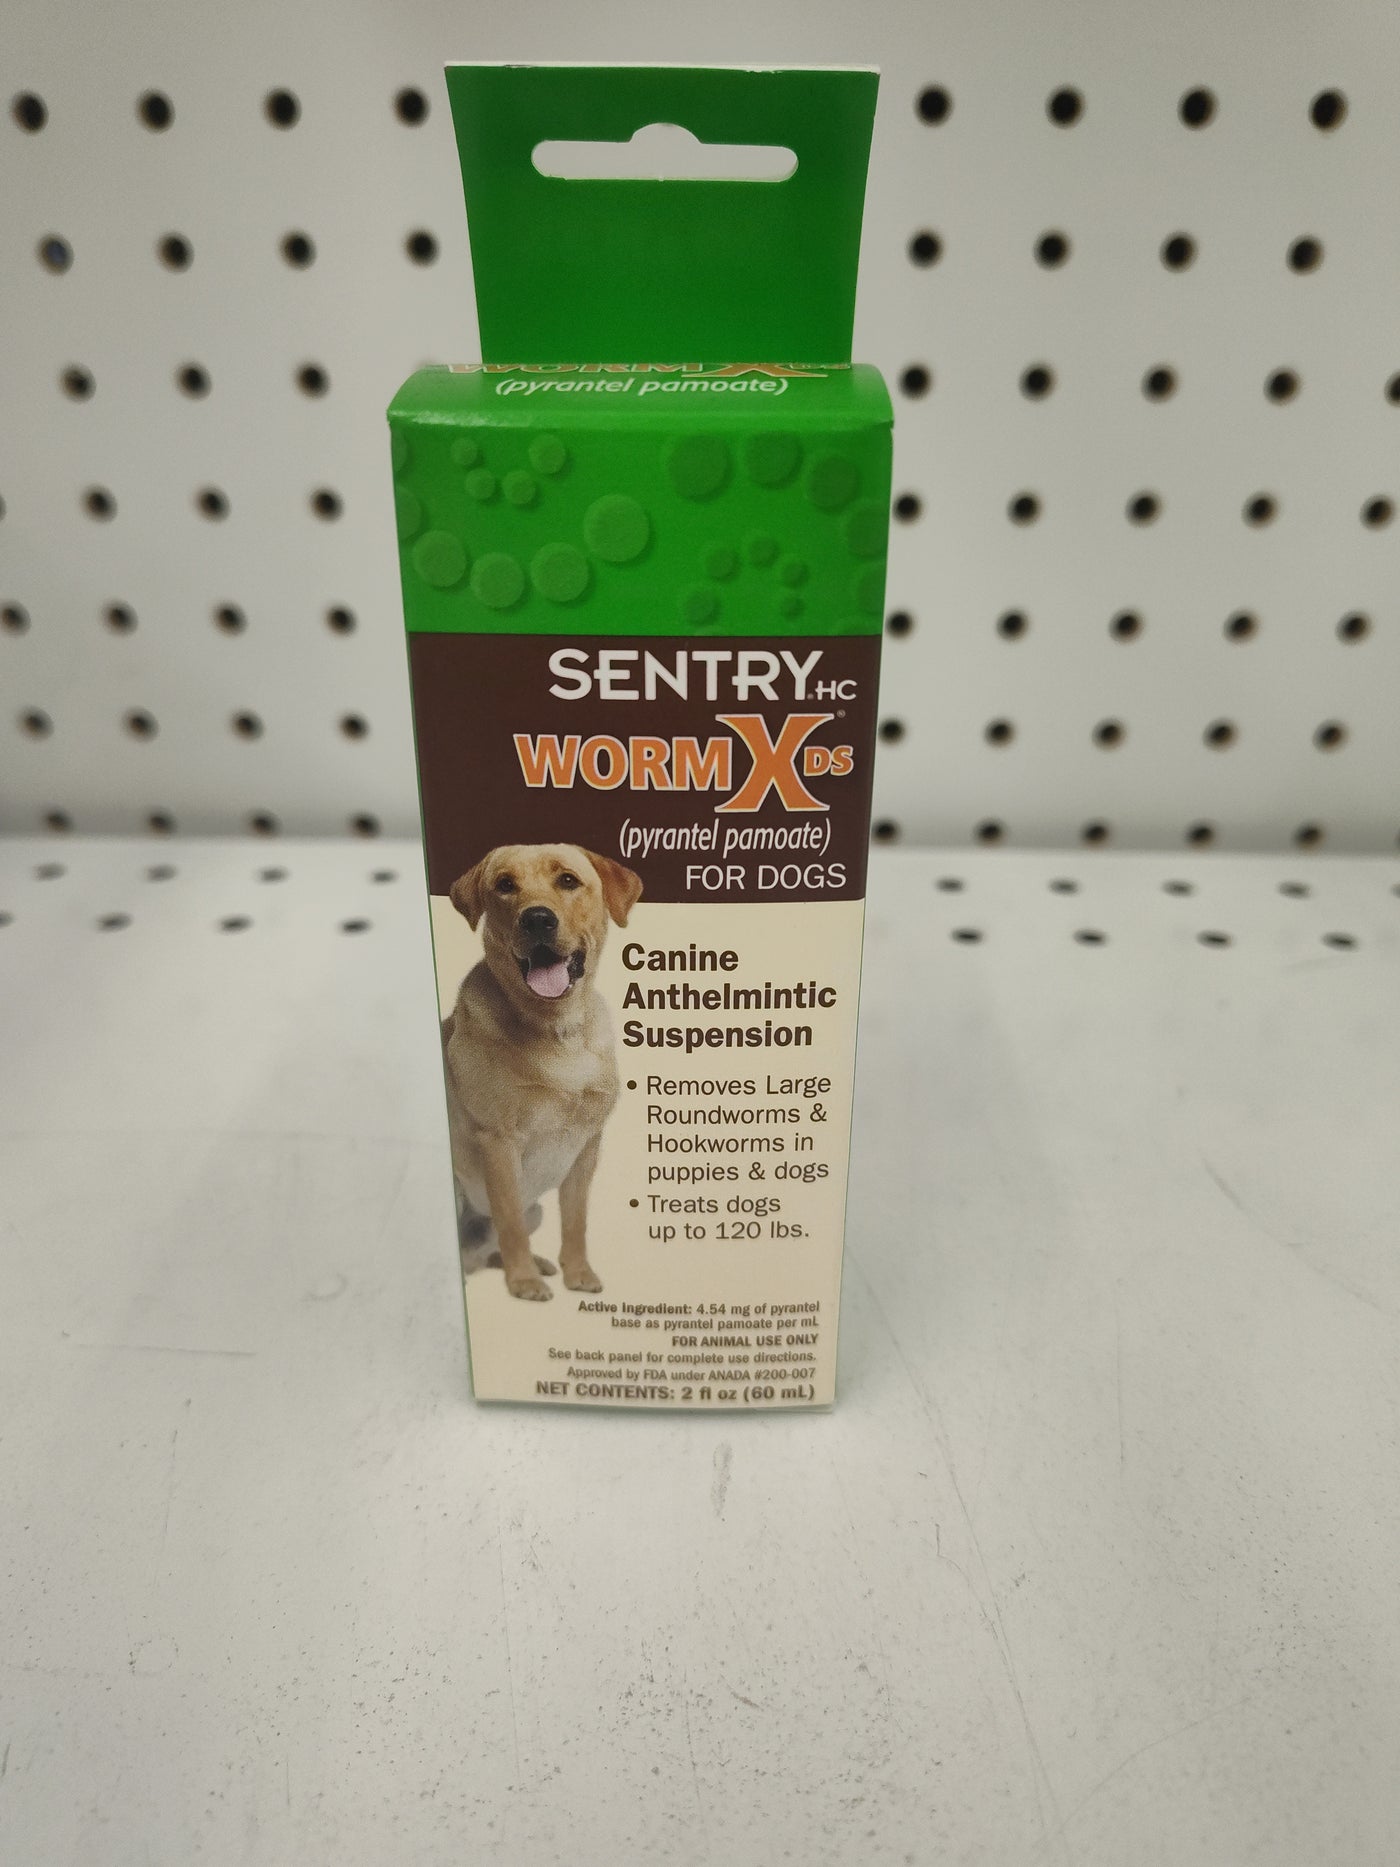 WORM X DS
(pyrantel pamoate)
SENTRY HC
WORM X DS
(pyrantel pamoate)
FOR DOGS
Canine
Anthelmintic
Suspension
• Removes Large
Roundworms &
Hookworms in
puppies & dogs
• Treats dogs
up to 120 lbs.
Active Ingredient: 4.54 mg of pyrantel
base as pyrantel pamoate per mL
FOR ANIMAL USE ONLY
See back panel for complete use directions.
Approved by FDA under ANADA #200-007
NET CONTENTS: 2 fl oz (60 mL)